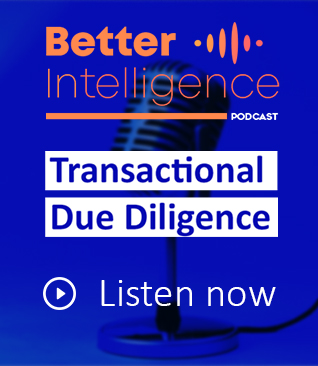 Better
Intelligence
PODCAST
Transactional
Due Diligence
Listen now